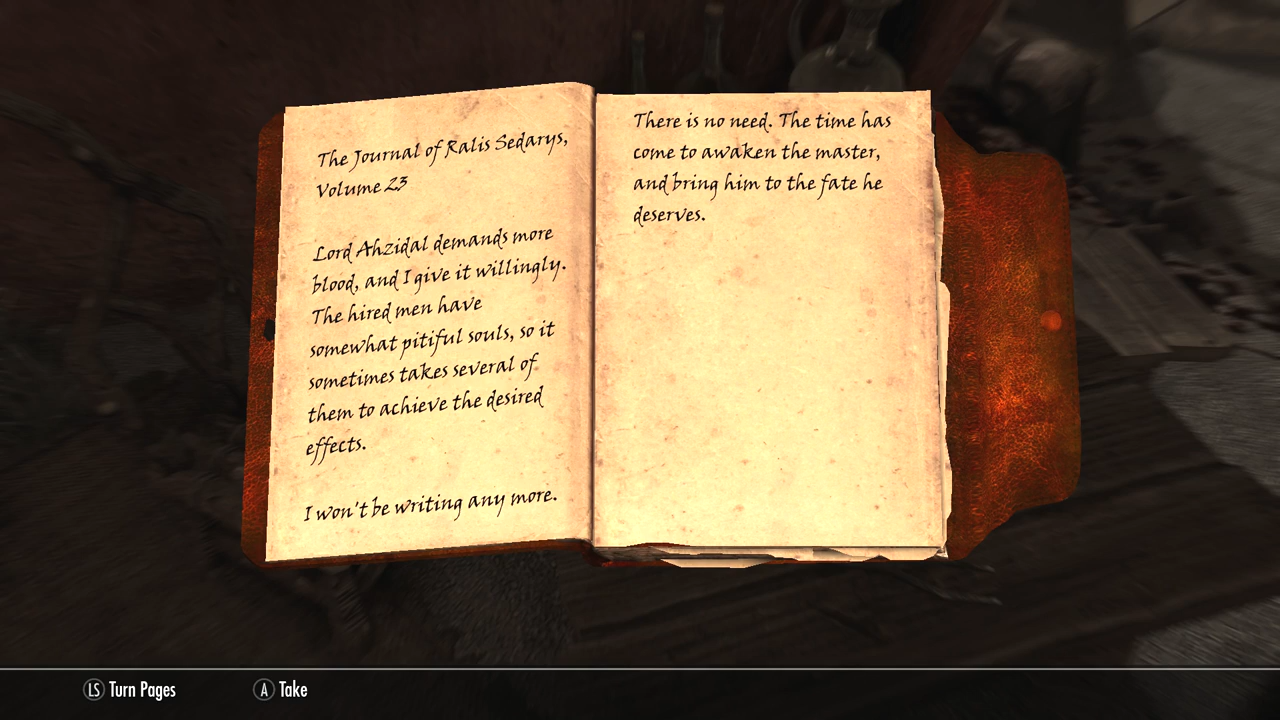 The Journal of Ralis Sedarys,
Volume 23
Lord Ahzidal demands more
blood, and I give it willingly.
The hired men have
somewhat pitiful souls, so it
sometimes takes several of
them to achieve the desired
effects.
I won't be writing any more.
There is no need. The time has
come to awaken the master,
and bring him to the fate he
deserves.
LS Turn Pages
A Take